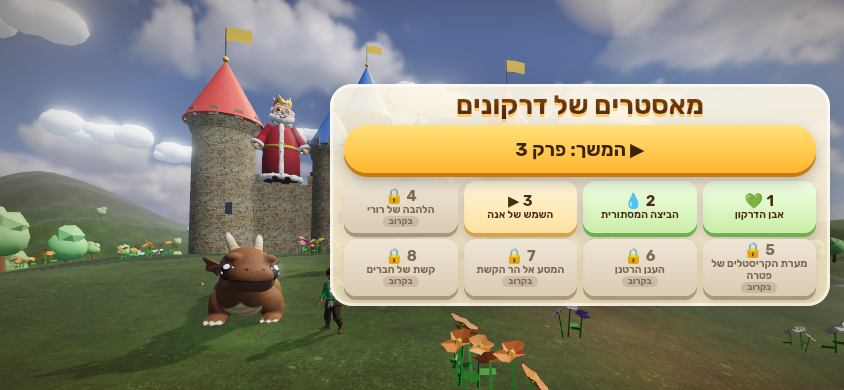 מאסטרים של דרקונים
▶ המשך: פרק 3
1 💚
אבן הדרקון
2 💧
הביצה המסתורית
3 ▶
השמש של אנה
4 🔒
הלהבה של רורי
בקרוב
5 🔒
מערת הקריסטלים של
פטרה
בקרוב
6 🔒
הענן הרטנן
בקרוב
7 🔒
המסע אל הר הקשת
בקרוב
8 🔒
קשת של חברים
בקרוב